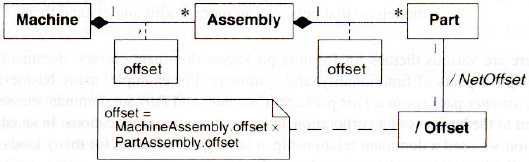 Machine
1
*
Assembly
1
*
Part
offset
offset
1
/ NetOffset
/ Offset
offset =
MachineAssembly.offset ×
PartAssembly.offset